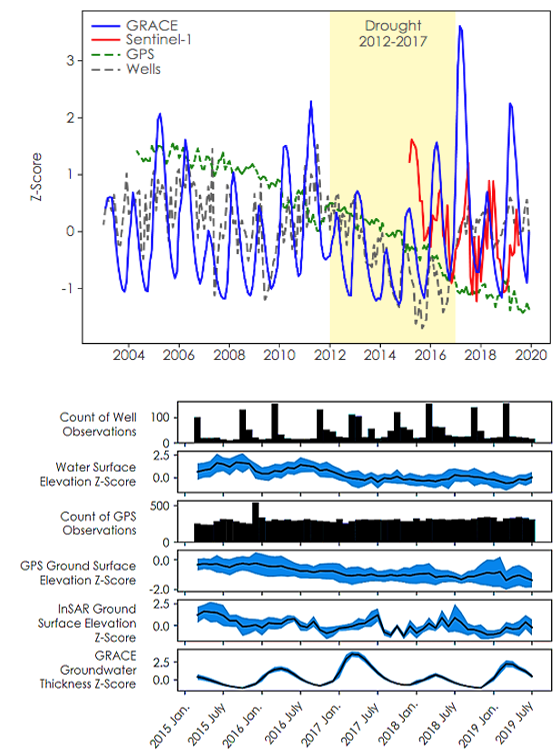 GRACE
Sentinel-1
GPS
Wells
Drought
2012-2017
Z-Score
3
2
1
0
-1
2004 2006 2008 2010 2012 2014 2016 2018 2020
Count of Well
Observations
100
0
Water Surface
Elevation Z-Score
2.5
0.0
Count of GPS
Observations
500
0
GPS Ground Surface
Elevation Z-Score
0.0
-2.0
InSAR Ground
Surface Elevation
Z-Score
2.5
0.0
GRACE
Groundwater
Thickness Z-Score
2.5
0.0
2015 Jan. 2015 July 2016 Jan. 2016 July 2017 Jan. 2017 July 2018 Jan. 2018 July 2019 Jan. 2019 July